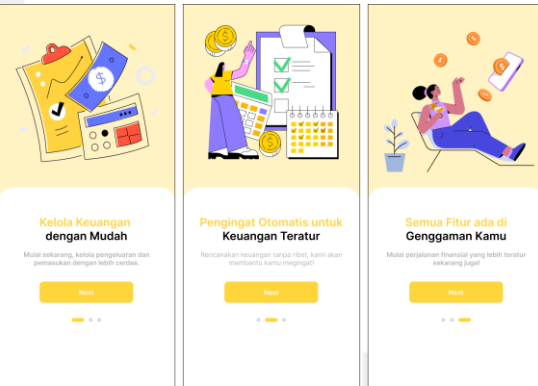 Kelola Keuangan
dengan Mudah
Mulai sekarang, kelola pengeluaran dan
pemasukan dengan lebih cerdas.
Next
Pengingat Otomatis untuk
Keuangan Teratur
Rencanakan keuangan tanpa ribet, kami akan
membantu kamu megingat!
Next
Semua Fitur ada di
Genggaman Kamu
Mulai perjalanan finansial yang lebih teratur
sekarang juga!
Next